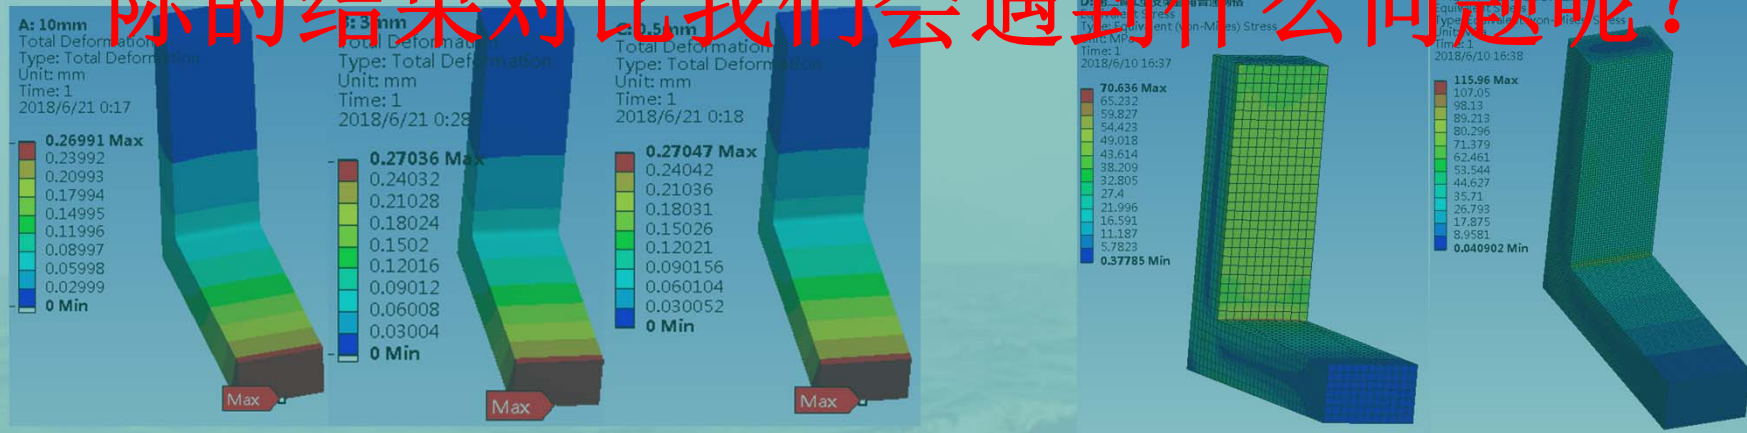 际的结果对比我们会遇到什么问题呢？
A: 10mm
Total Deformation
Type: Total Deformation
Unit: mm
Time: 1
2018/6/21 0:17
0.26991 Max
0.23992
0.20993
0.17994
0.14995
0.11996
0.08997
0.05998
0.02999
0 Min
Max
B: 3mm
Total Deformation
Type: Total Deformation
Unit: mm
Time: 1
2018/6/21 0:28
0.27036 Max
0.24032
0.21028
0.18024
0.1502
0.12016
0.09012
0.06008
0.03004
0 Min
Max
C: 0.5mm
Total Deformation
Type: Total Deformation
Unit: mm
Time: 1
2018/6/21 0:18
0.27047 Max
0.24042
0.21036
0.18031
0.15026
0.12021
0.090156
0.060104
0.030052
0 Min
Max
Equivalent Stress
Type: Equivalent (von-Mises) Stress
Unit: MPa
Time: 1
2018/6/10 16:37
70.636 Max
65.232
59.827
54.423
49.018
43.614
38.209
32.805
27.4
21.996
16.591
11.187
5.7823
0.37785 Min
Equivalent Stress
Type: Equivalent (von-Mises) Stress
Time: 1
2018/6/10 16:38
115.96 Max
107.05
98.13
89.213
80.296
71.379
62.461
53.544
44.627
35.71
26.793
17.875
8.9581
0.040902 Min